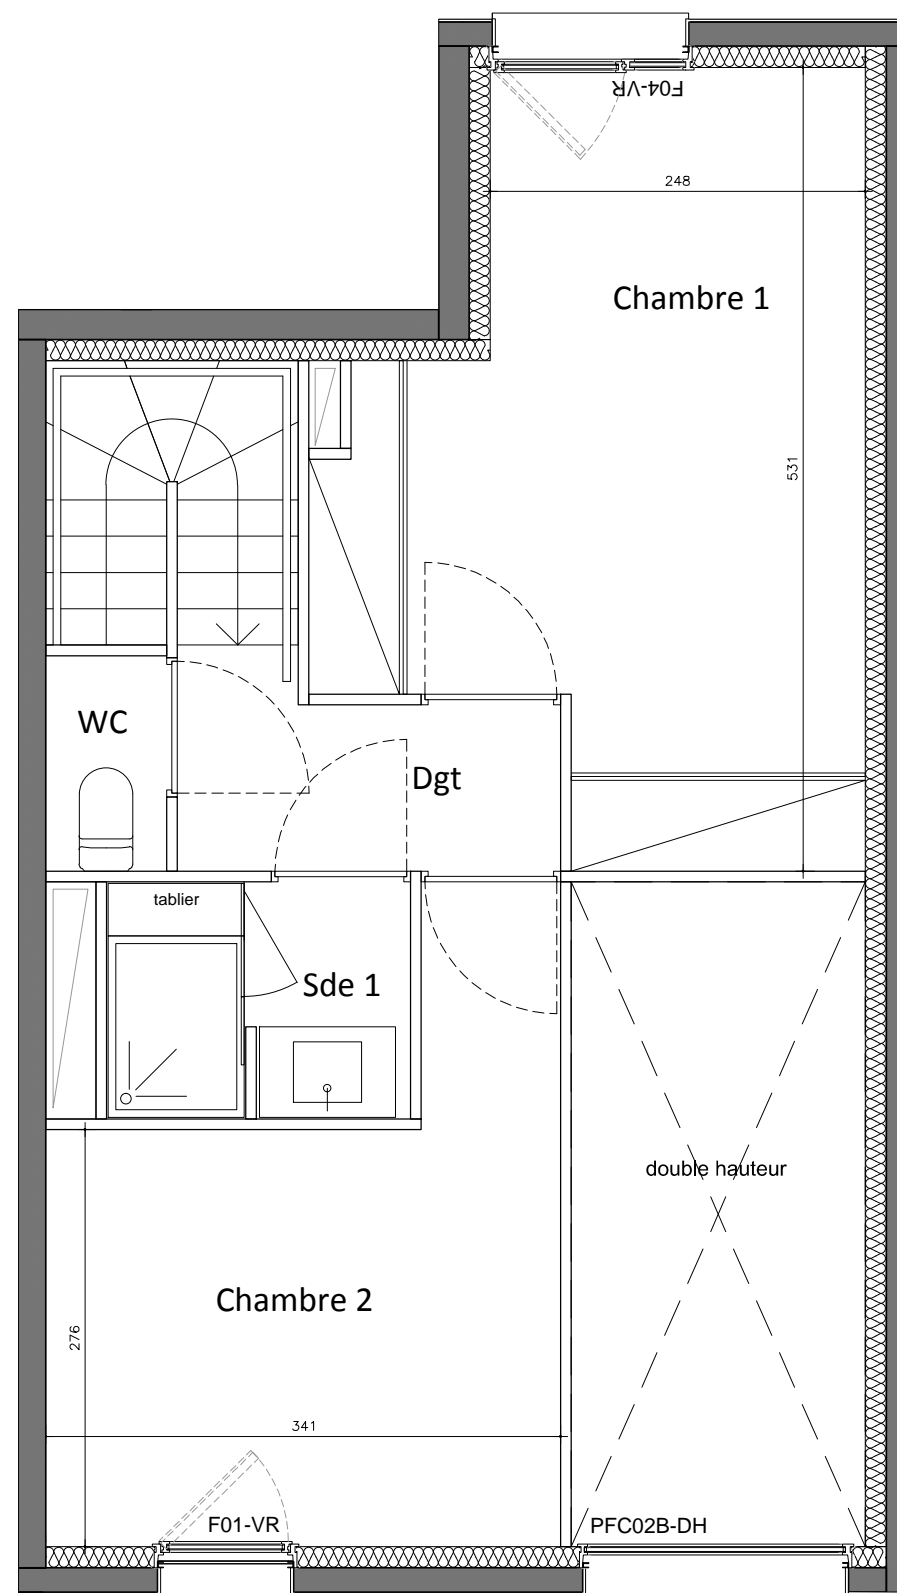 F04-VR
248
Chambre 1
531
WC
Dgt
tablier
Sde 1
double hauteur
Chambre 2
276
341
F01-VR
PFC02B-DH